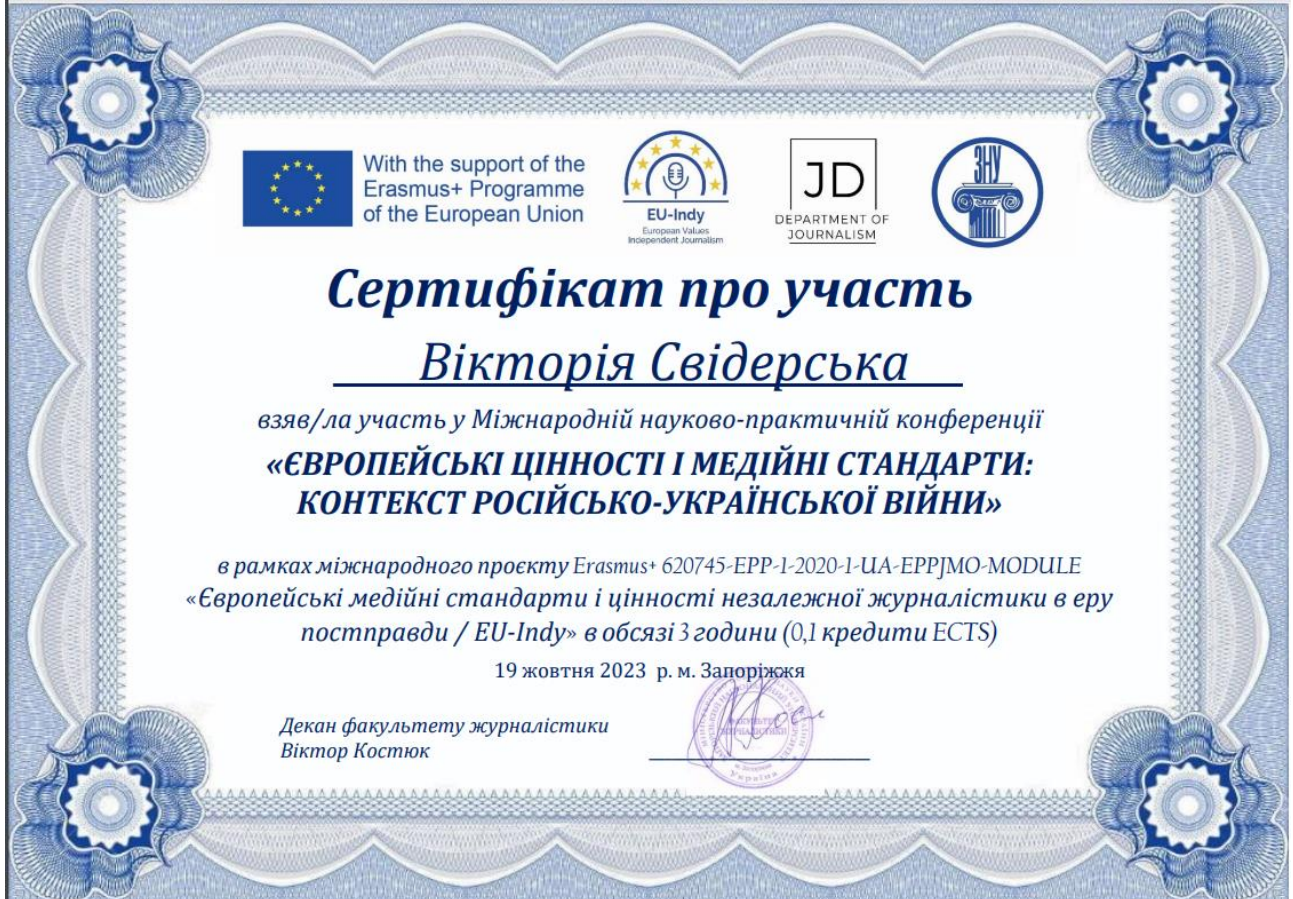 With the support of the
Erasmus+ Programme
of the European Union
EU-Indy
European Values
Independent Journalism
JD
DEPARTMENT OF
JOURNALISM
ЗНУ
Сертифікат про участь
Вікторія Свідерська
взяв/ла участь у Міжнародній науково-практичній конференції
«ЄВРОПЕЙСЬКІ ЦІННОСТІ І МЕДІЙНІ СТАНДАРТИ:
КОНТЕКСТ РОСІЙСЬКО-УКРАЇНСЬКОЇ ВІЙНИ»
в рамках міжнародного проєкту Erasmus+ 620745-EPP-1-2020-1-UA-EPPJMO-MODULE
«Європейські медійні стандарти і цінності незалежної журналістики в еру
постправди / EU-Indy» в обсязі 3 години (0,1 кредити ECTS)
19 жовтня 2023 р. м. Запоріжжя
Декан факультету журналістики
Віктор Костюк
ФАКУЛЬТЕТ
ЖУРНАЛІСТИКИ
Україна